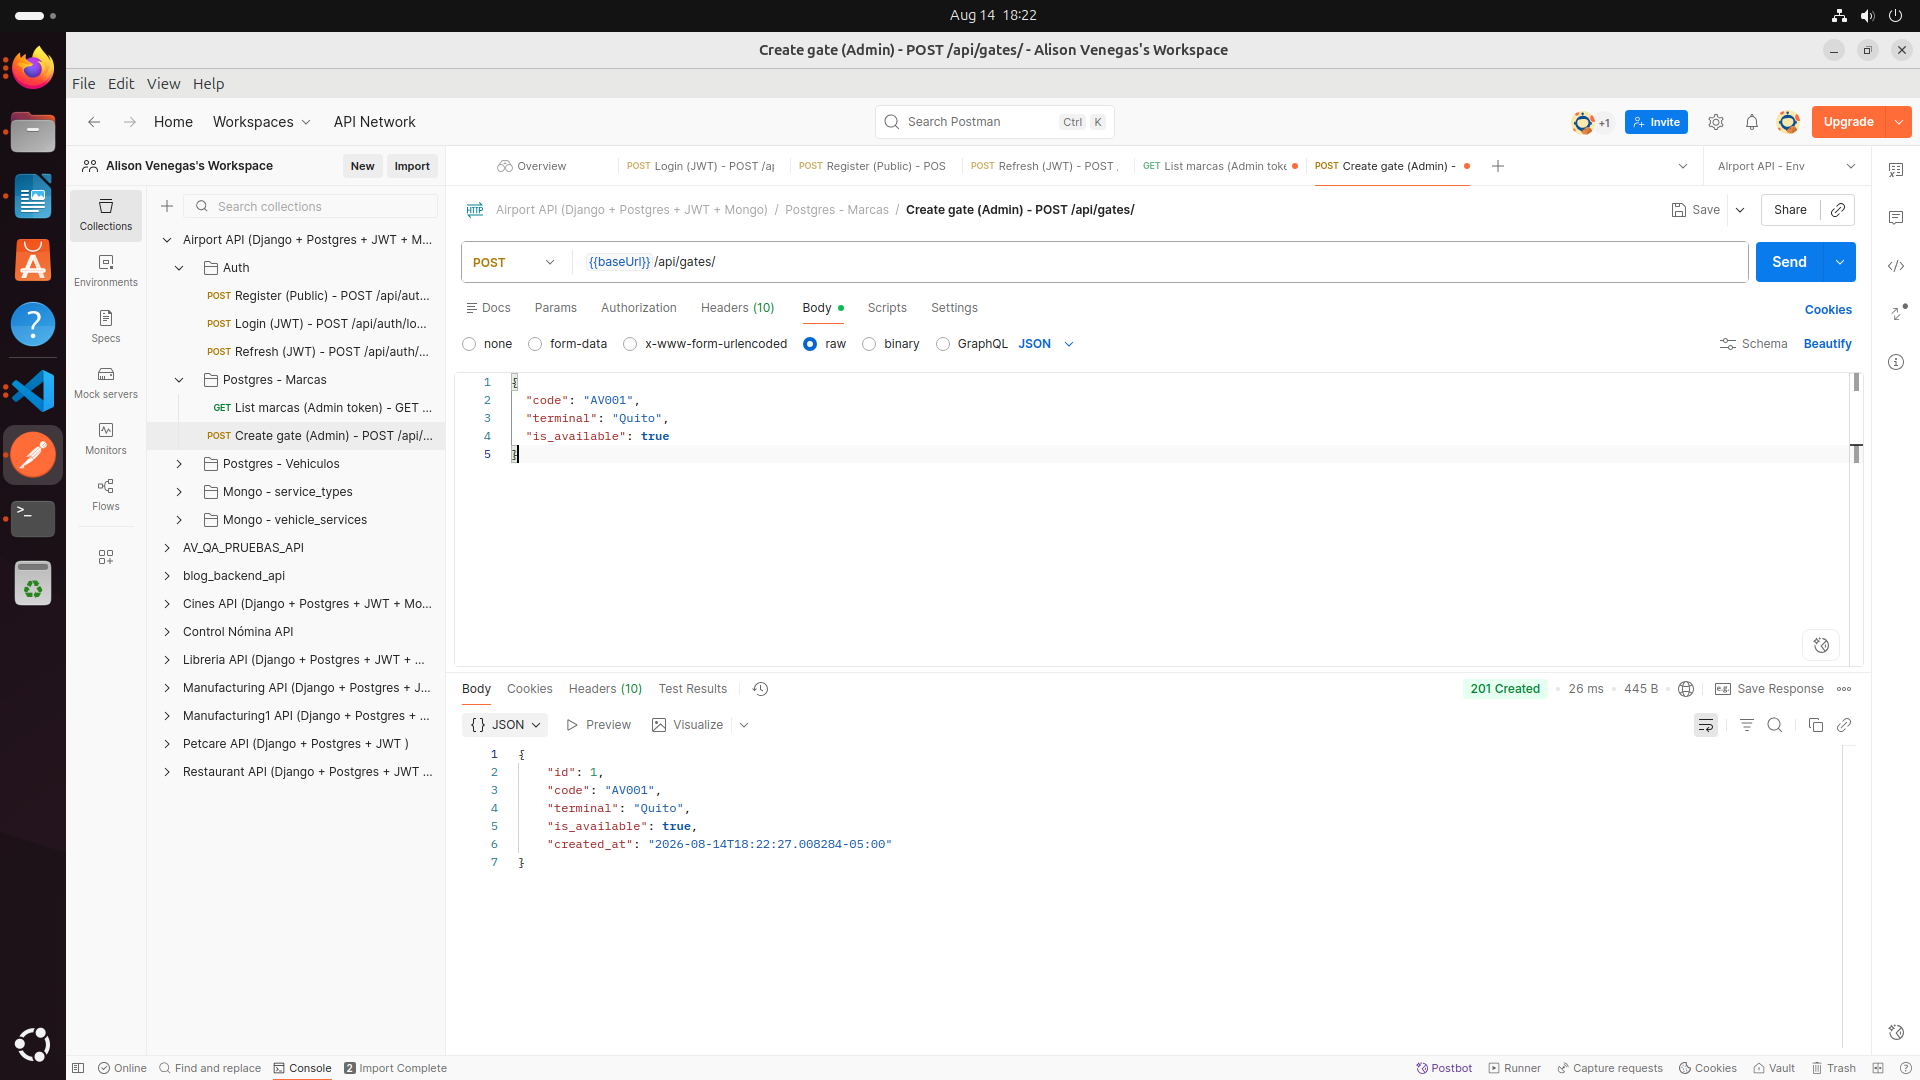 Aug 14 18:22
Create gate (Admin) - POST /api/gates/ - Alison Venegas's Workspace
File Edit View Help
Home Workspaces API Network
Search Postman Ctrl K
+1 Invite Upgrade
Alison Venegas's Workspace New Import
Overview
POST Login (JWT) - POST /ap
POST Register (Public) - POS
POST Refresh (JWT) - POST
GET List marcas (Admin toke
POST Create gate (Admin) -
AIrport API - Env
Collections
Environments
Specs
Mock servers
Monitors
Flows
Search collections
Airport API (Django + Postgres + JWT + M...
Auth
POST Register (Public) - POST /api/aut...
POST Login (JWT) - POST /api/auth/lo...
POST Refresh (JWT) - POST /api/auth/...
Postgres - Marcas
GET List marcas (Admin token) - GET ...
POST Create gate (Admin) - POST /api/...
Postgres - Vehiculos
Mongo - service_types
Mongo - vehicle_services
AV_QA_PRUEBAS_API
blog_backend_api
Cines API (Django + Postgres + JWT + Mo...
Control Nómina API
Libreria API (Django + Postgres + JWT + ...
Manufacturing API (Django + Postgres + J...
Manufacturing1 API (Django + Postgres + ...
Petcare API (Django + Postgres + JWT )
Restaurant API (Django + Postgres + JWT ...
HTTP Airport API (Django + Postgres + JWT + Mongo) / Postgres - Marcas / Create gate (Admin) - POST /api/gates/
Save Share
POST {{baseUrl}} /api/gates/ Send
Docs Params Authorization Headers (10) Body Scripts Settings Cookies
none form-data x-www-form-urlencoded raw binary GraphQL JSON Schema Beautify
1 {
2 "code": "AV001",
3 "terminal": "Quito",
4 "is_available": true
5 }
Body Cookies Headers (10) Test Results 201 Created 26 ms 445 B e.g. Save Response
{} JSON Preview Visualize
1 {
2 "id": 1,
3 "code": "AV001",
4 "terminal": "Quito",
5 "is_available": true,
6 "created_at": "2026-08-14T18:22:27.008284-05:00"
7 }
Online Find and replace Console 2 Import Complete
Postbot Runner Capture requests Cookies Vault Trash